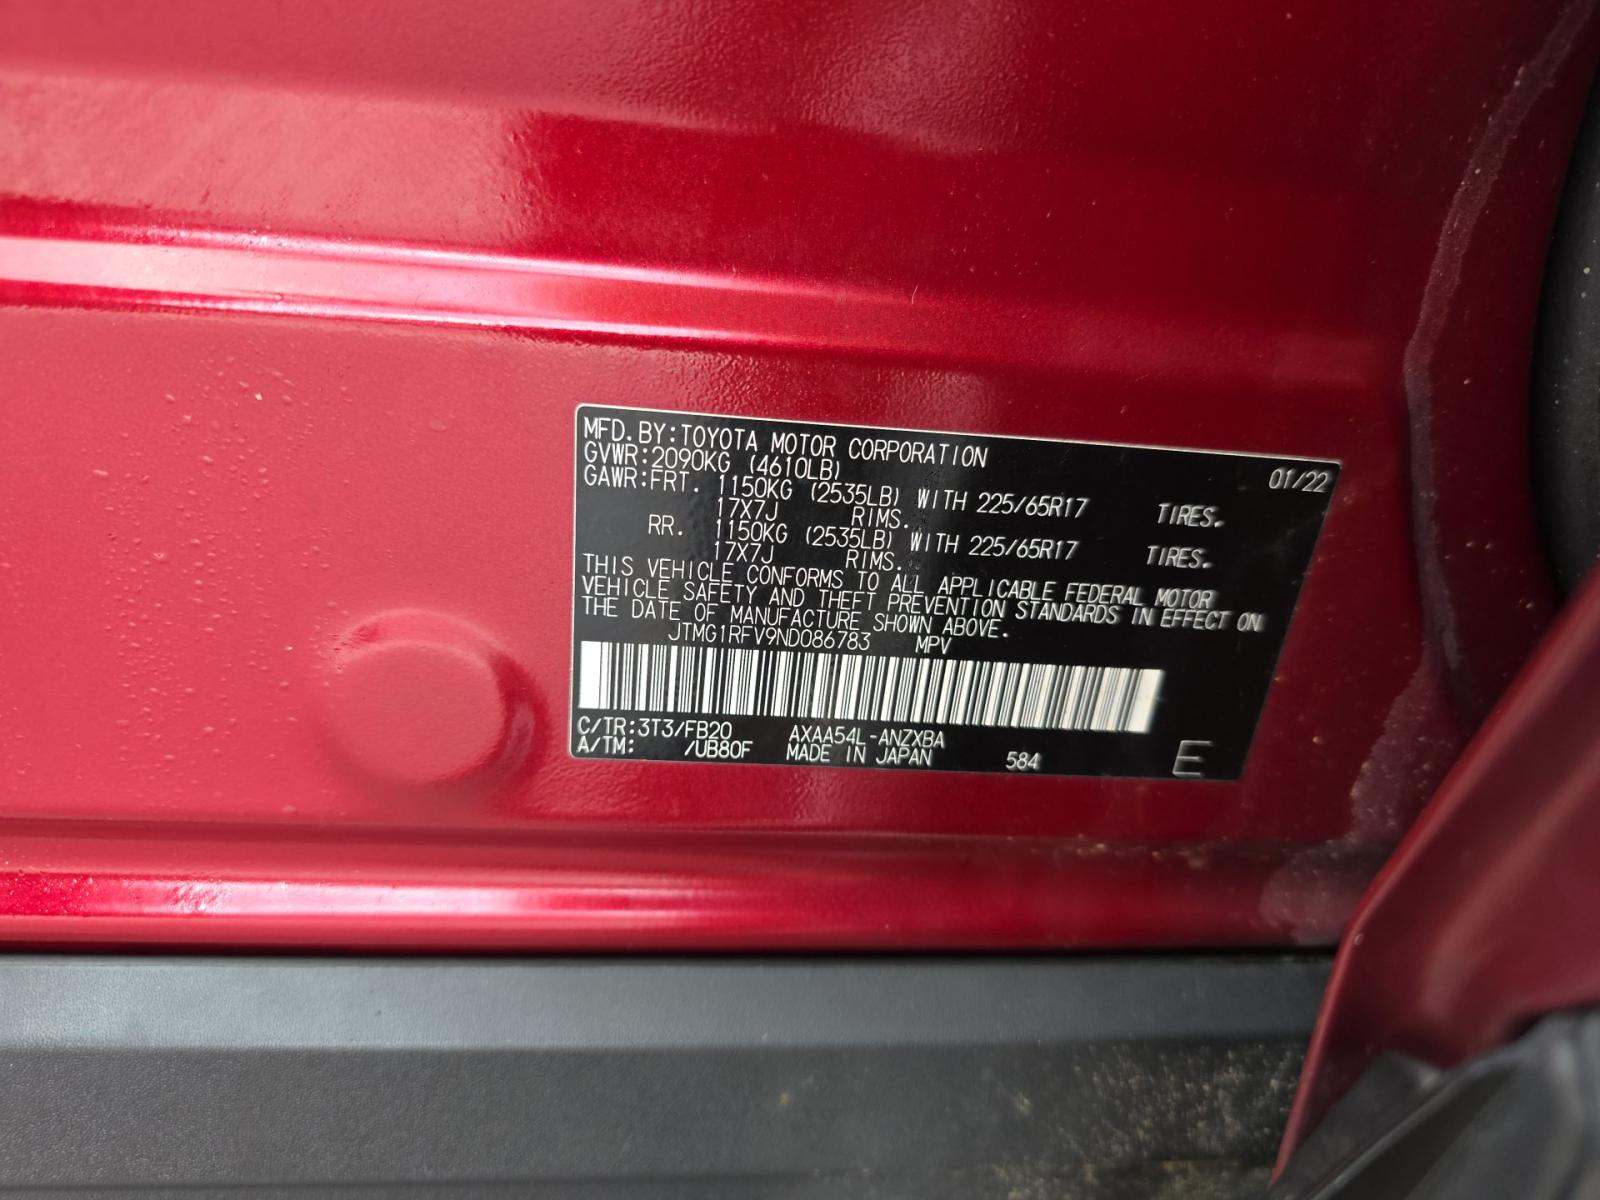 MFD. BY: TOYOTA MOTOR CORPORATION 01/22
GVWR: 2090KG (4610LB)
GAWR: FRT. 1150KG (2535LB) WITH 225/65R17 TIRES.
17X7J RIMS.
RR. 1150KG (2535LB) WITH 225/65R17 TIRES.
17X7J RIMS.
THIS VEHICLE CONFORMS TO ALL APPLICABLE FEDERAL MOTOR
VEHICLE SAFETY AND THEFT PREVENTION STANDARDS IN EFFECT ON
THE DATE OF MANUFACTURE SHOWN ABOVE.
JTMG1RFV9ND086783 MPV
C/TR: 3T3/FB20 AXAA54L-ANZXBA
A/TM: /UB80F MADE IN JAPAN 584 E